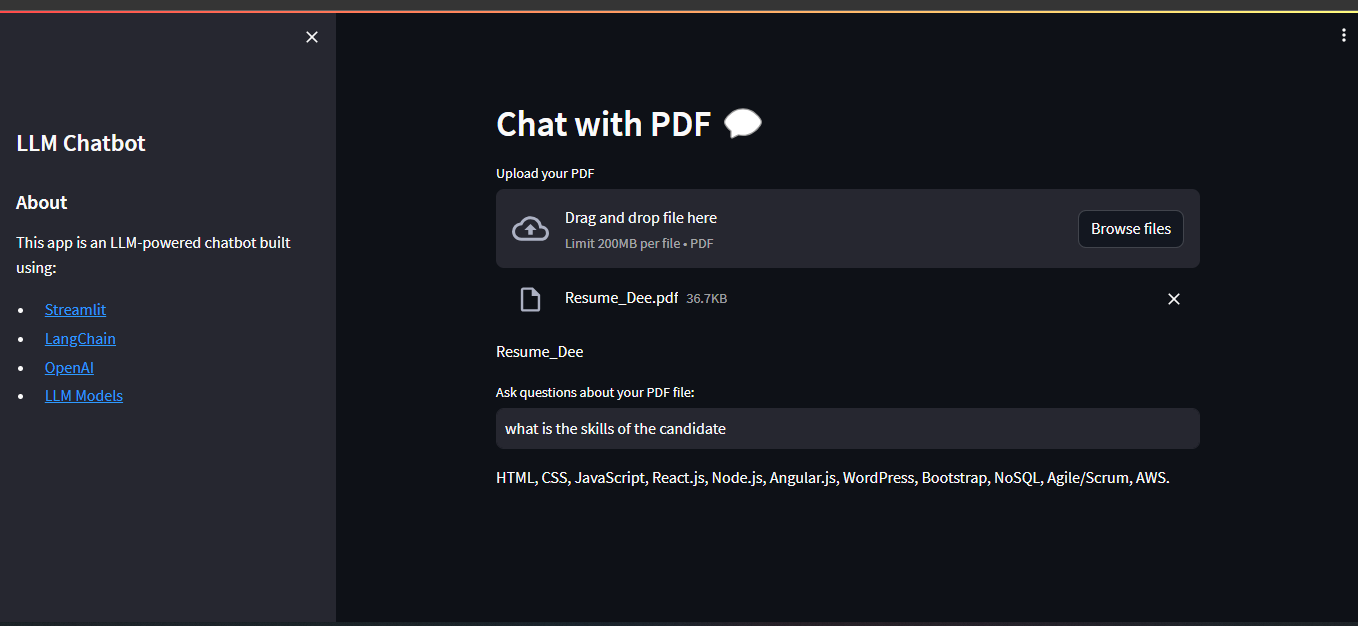 LLM Chatbot
About
This app is an LLM-powered chatbot built
using:
Streamlit
LangChain
OpenAI
LLM Models
Chat with PDF
Upload your PDF
Drag and drop file here
Limit 200MB per file • PDF
Browse files
Resume_Dee.pdf 36.7KB
Resume_Dee
Ask questions about your PDF file:
what is the skills of the candidate
HTML, CSS, JavaScript, React.js, Node.js, Angular.js, WordPress, Bootstrap, NoSQL, Agile/Scrum, AWS.